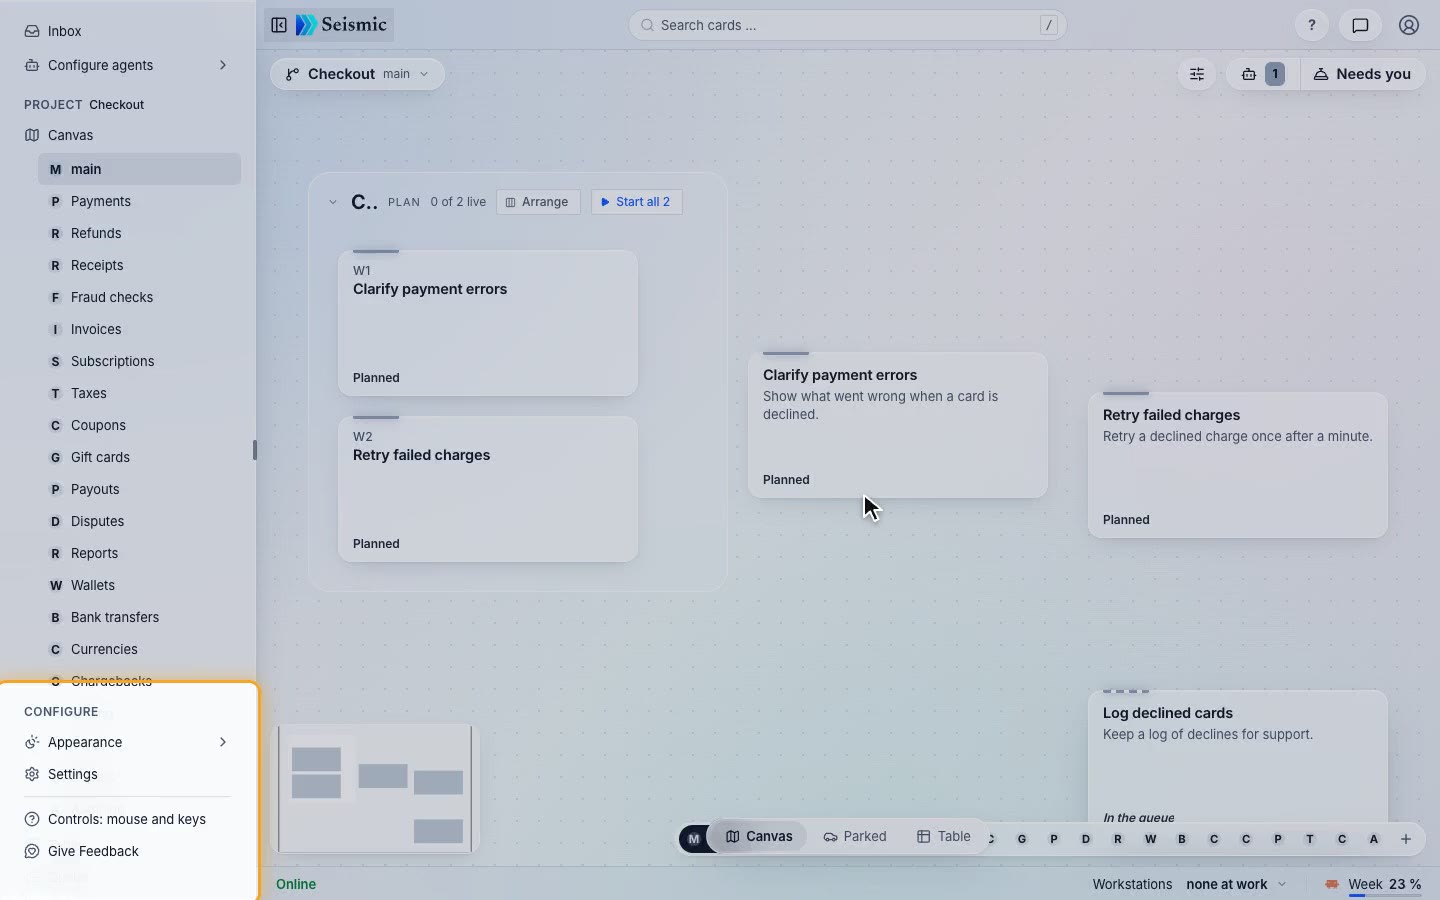 Inbox
Configure agents
PROJECT Checkout
Canvas
M main
P Payments
R Refunds
R Receipts
F Fraud checks
I Invoices
S Subscriptions
T Taxes
C Coupons
G Gift cards
P Payouts
D Disputes
R Reports
W Wallets
B Bank transfers
C Currencies
C Chargebacks
CONFIGURE
Appearance
Settings
Controls: mouse and keys
Give Feedback
Seismic
Search cards ...
/
?
Checkout main
1
Needs you
C.. PLAN 0 of 2 live Arrange Start all 2
W1
Clarify payment errors
Planned
W2
Retry failed charges
Planned
Clarify payment errors
Show what went wrong when a card is
declined.
Planned
Retry failed charges
Retry a declined charge once after a minute.
Planned
Log declined cards
Keep a log of declines for support.
In the queue
M Canvas Parked Table C G P D R W B C C P T C A +
Online
Workstations none at work
Week 23 %